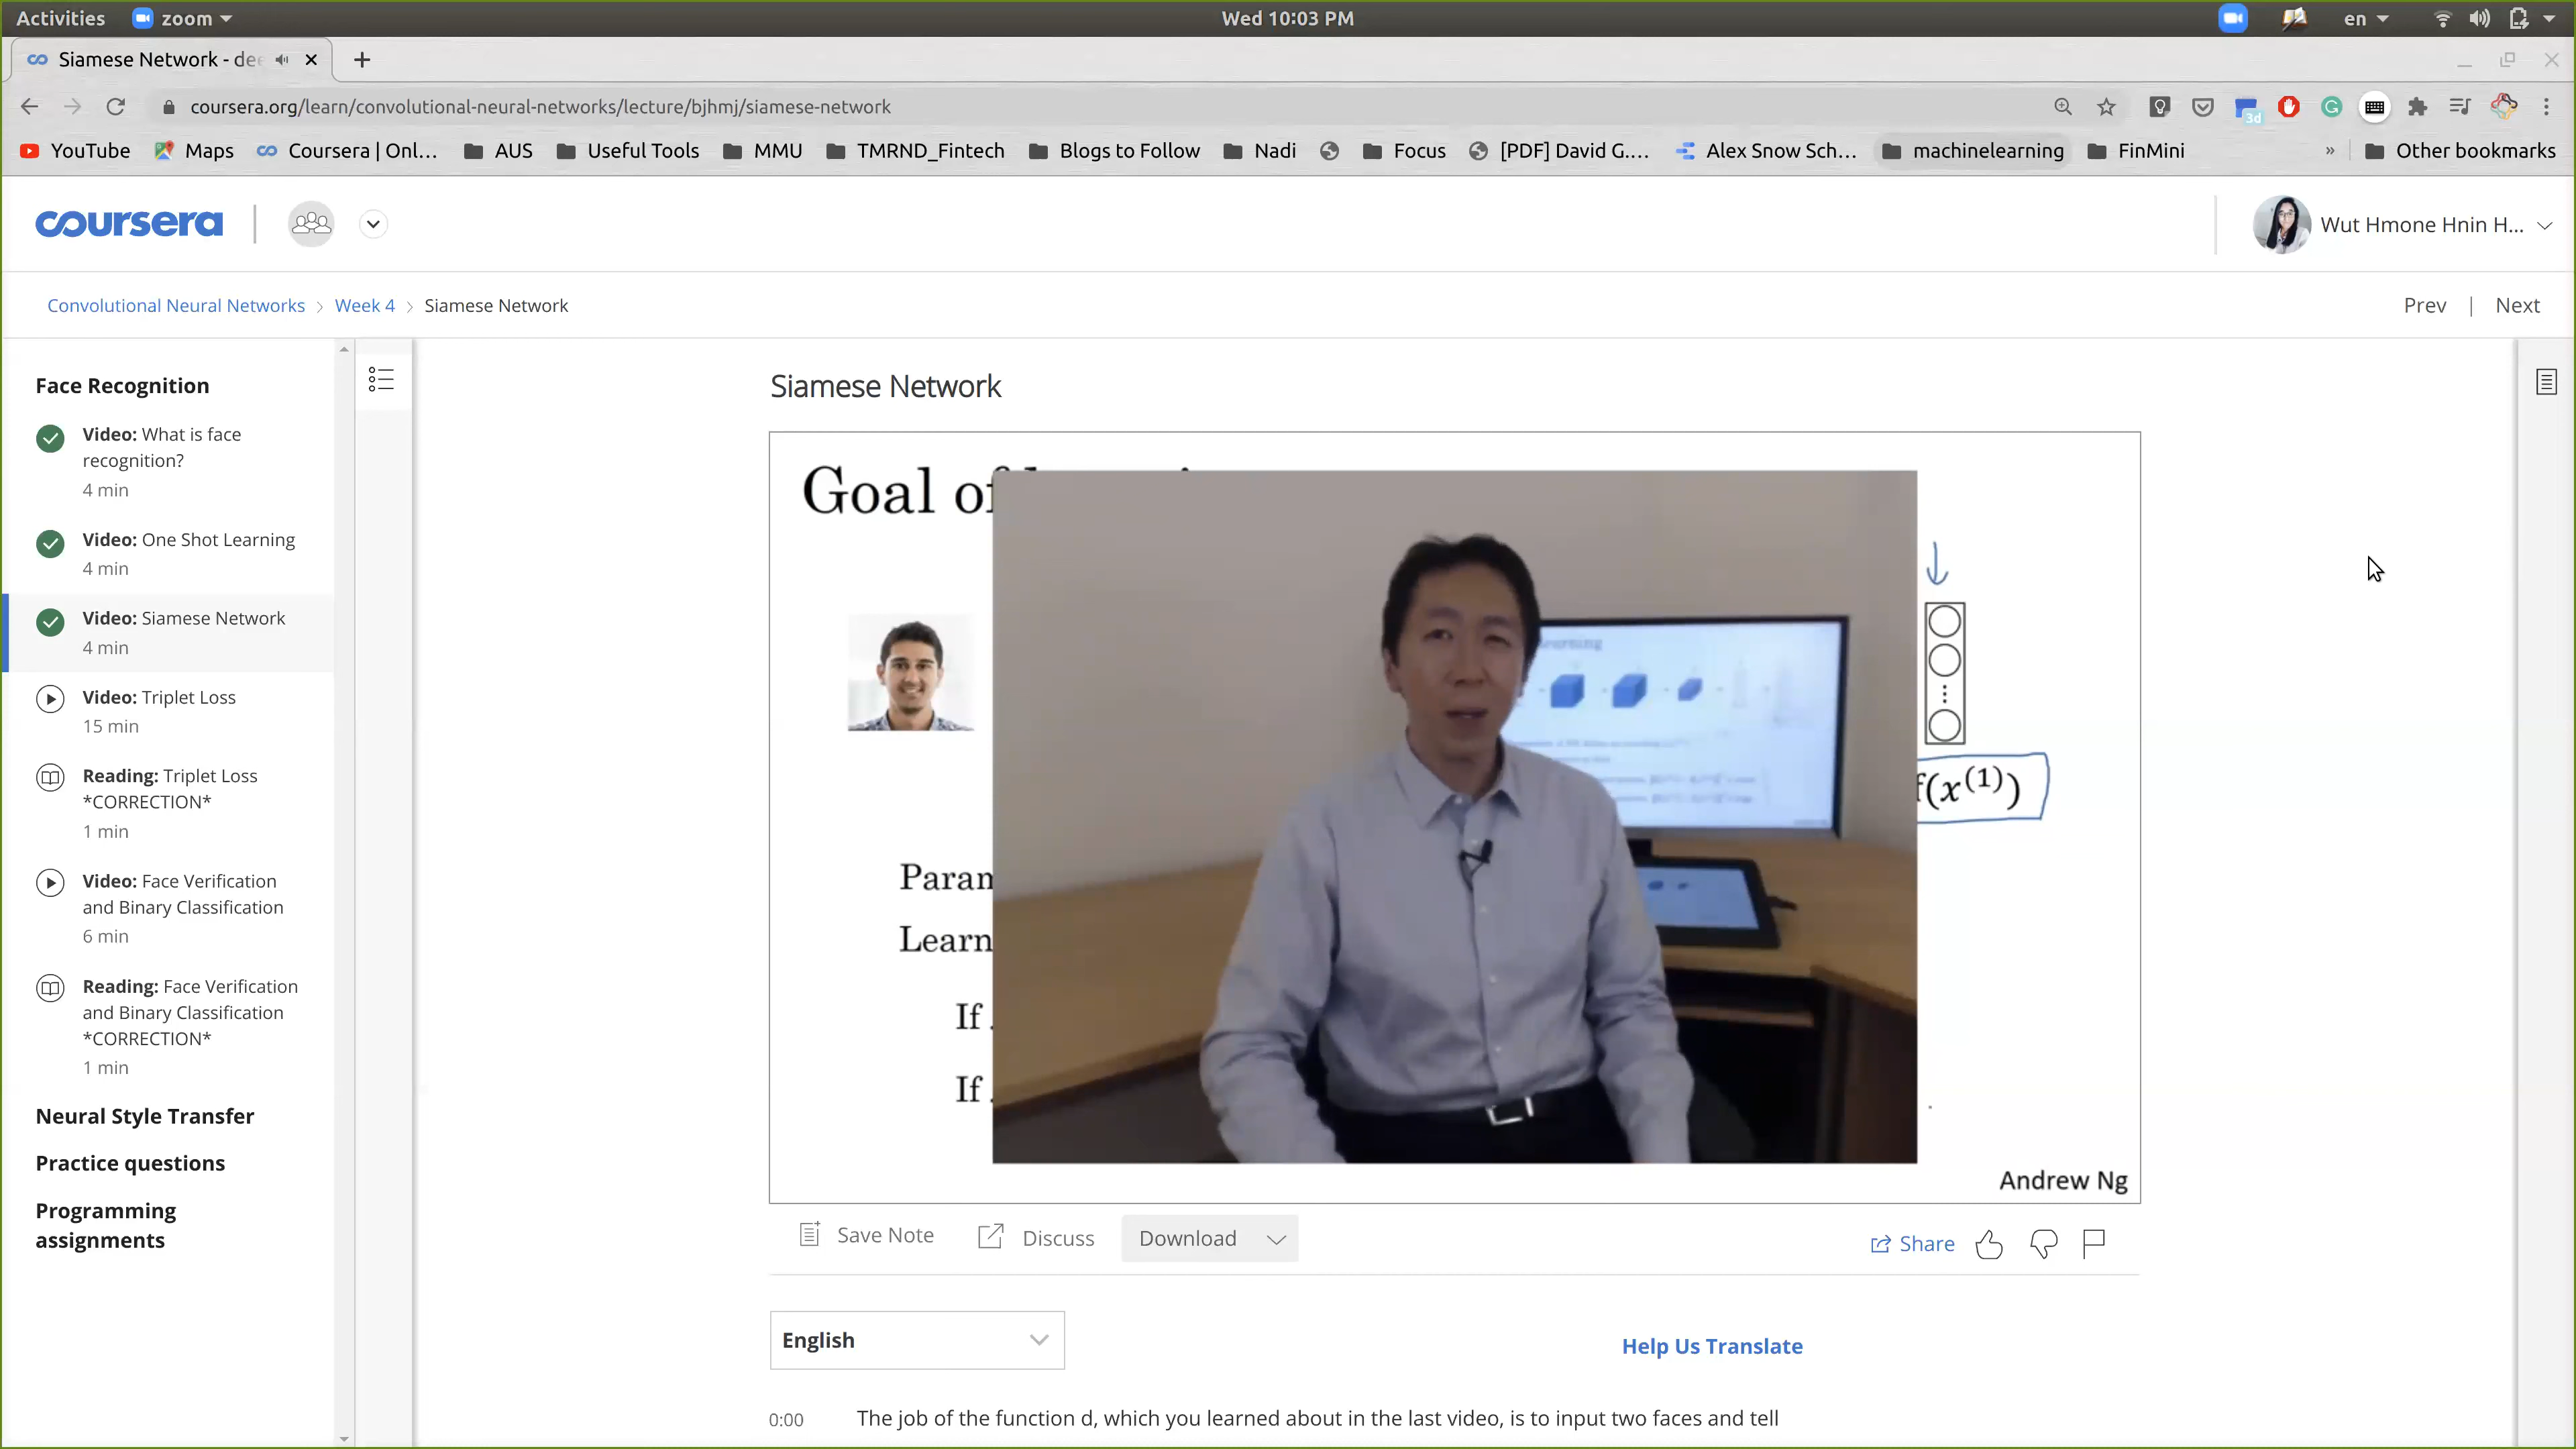 Activities zoom Wed 10:03 PM en
Siamese Network - dee
coursera.org/learn/convolutional-neural-networks/lecture/bjhmj/siamese-network
3d
YouTube Maps Coursera | Onl... AUS Useful Tools MMU TMRND_Fintech Blogs to Follow Nadi Focus [PDF] David G.... Alex Snow Sch... machinelearning FinMini » Other bookmarks
coursera Wut Hmone Hnin H...
Convolutional Neural Networks > Week 4 > Siamese Network Prev | Next
Face Recognition
Video: What is face
recognition?
4 min
Video: One Shot Learning
4 min
Video: Siamese Network
4 min
Video: Triplet Loss
15 min
Reading: Triplet Loss
*CORRECTION*
1 min
Video: Face Verification
and Binary Classification
6 min
Reading: Face Verification
and Binary Classification
*CORRECTION*
1 min
Neural Style Transfer
Practice questions
Programming
assignments
Siamese Network
Goal of
f(x⁽¹⁾)
Param
Learn
If
If
Andrew Ng
Save Note Discuss Download Share
English Help Us Translate
0:00 The job of the function d, which you learned about in the last video, is to input two faces and tell